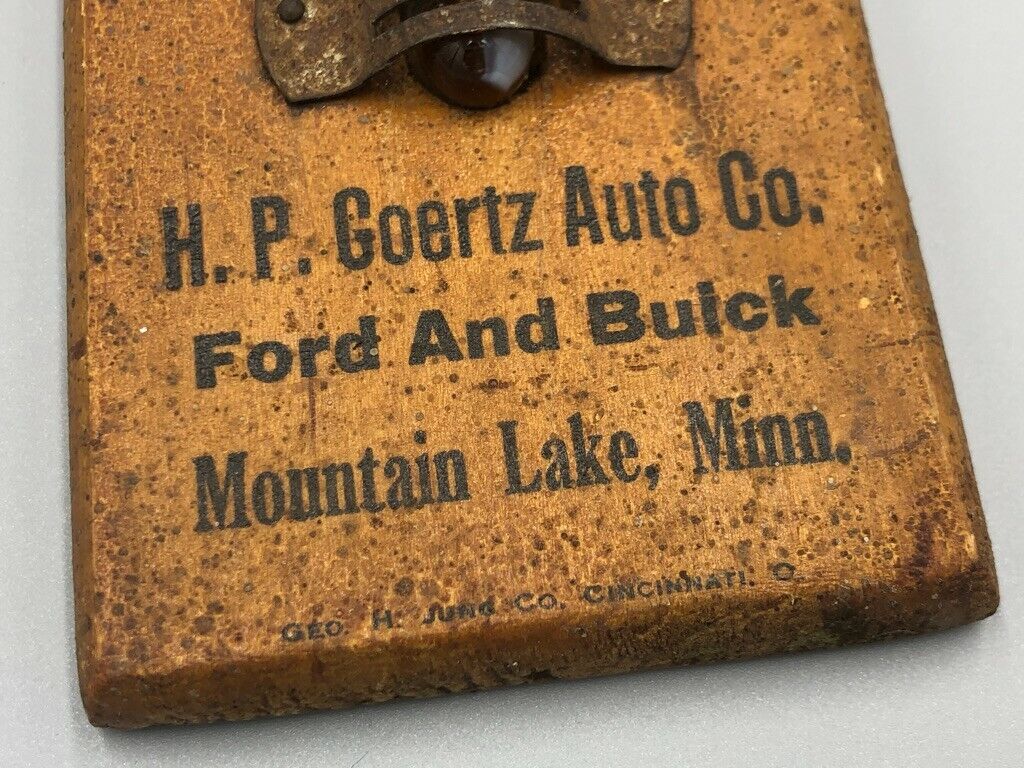 H. P. Goertz Auto Co.
Ford And Buick
Mountain Lake, Minn.
GEO. H. JUNG CO. CINCINNATI. O.